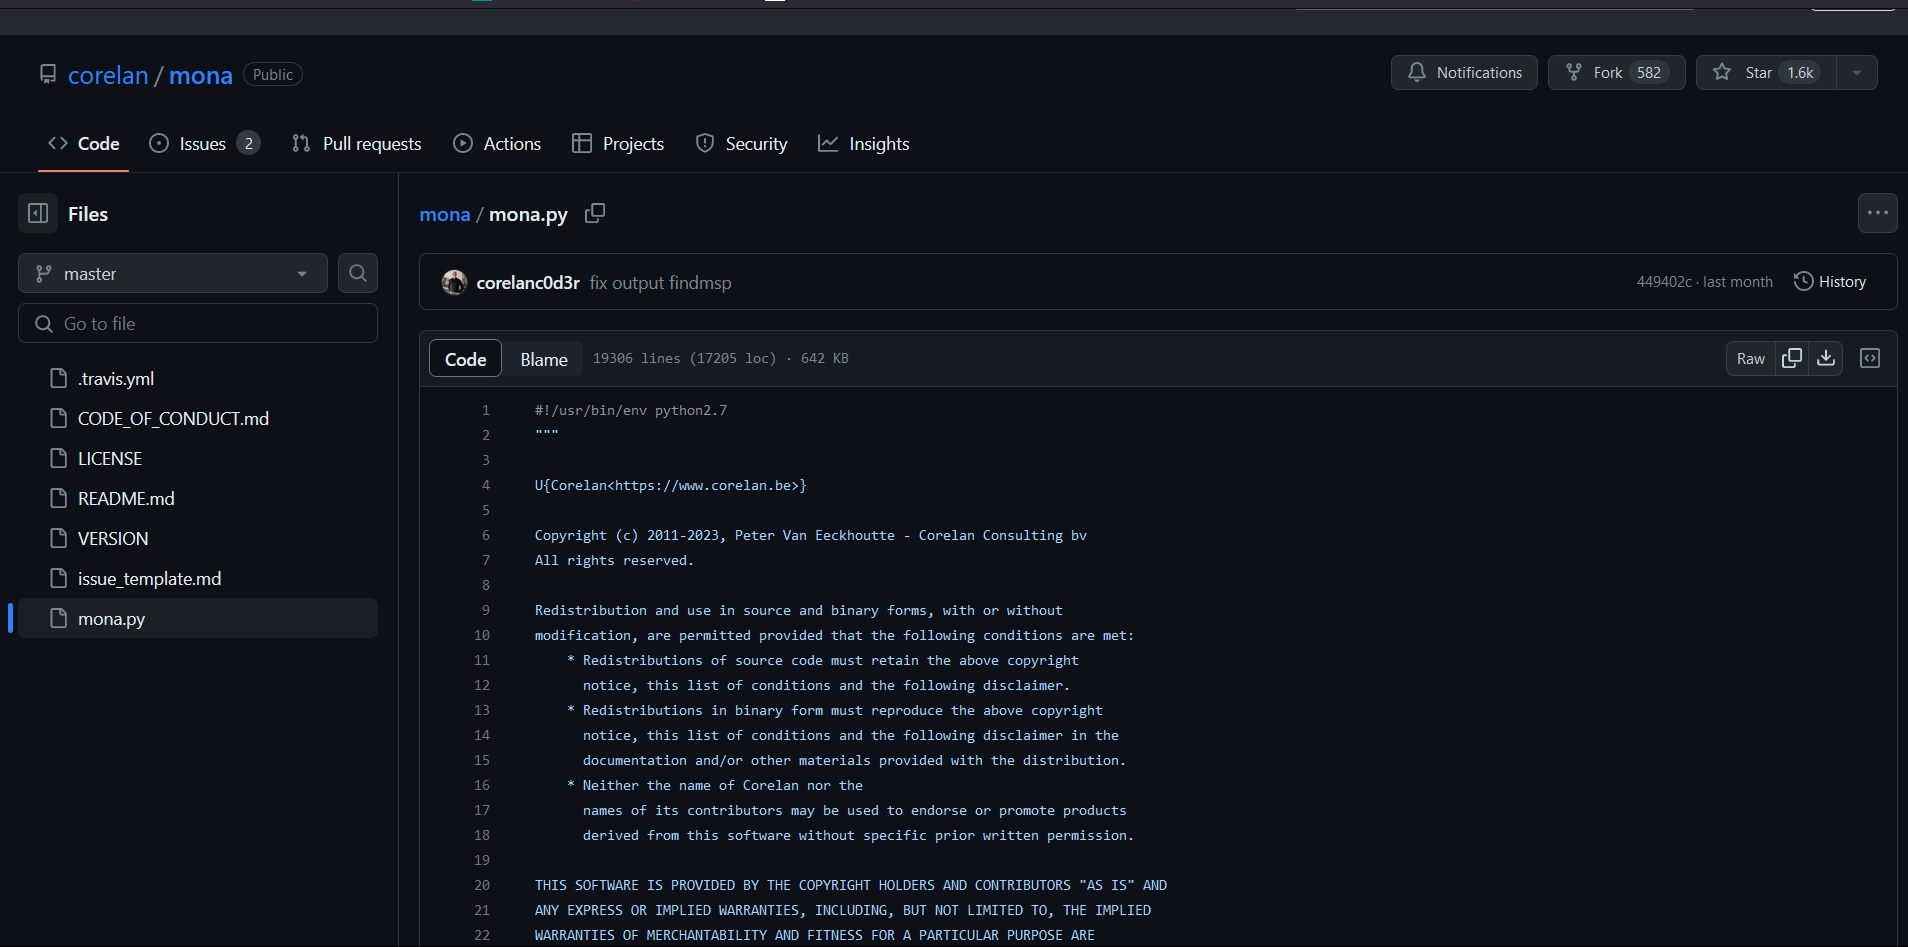 corelan / mona Public
Notifications
Fork 582
Star 1.6k
Code
Issues 2
Pull requests
Actions
Projects
Security
Insights
Files
master
Go to file
.travis.yml
CODE_OF_CONDUCT.md
LICENSE
README.md
VERSION
issue_template.md
mona.py
mona / mona.py
corelanc0d3r fix output findmsp
449402c · last month
History
Code
Blame
19306 lines (17205 loc) · 642 KB
Raw
1 #!/usr/bin/env python2.7
2 """
3
4 U{Corelan<https://www.corelan.be>}
5
6 Copyright (c) 2011-2023, Peter Van Eeckhoutte - Corelan Consulting bv
7 All rights reserved.
8
9 Redistribution and use in source and binary forms, with or without
10 modification, are permitted provided that the following conditions are met:
11 * Redistributions of source code must retain the above copyright
12 notice, this list of conditions and the following disclaimer.
13 * Redistributions in binary form must reproduce the above copyright
14 notice, this list of conditions and the following disclaimer in the
15 documentation and/or other materials provided with the distribution.
16 * Neither the name of Corelan nor the
17 names of its contributors may be used to endorse or promote products
18 derived from this software without specific prior written permission.
19
20 THIS SOFTWARE IS PROVIDED BY THE COPYRIGHT HOLDERS AND CONTRIBUTORS "AS IS" AND
21 ANY EXPRESS OR IMPLIED WARRANTIES, INCLUDING, BUT NOT LIMITED TO, THE IMPLIED
22 WARRANTIES OF MERCHANTABILITY AND FITNESS FOR A PARTICULAR PURPOSE ARE